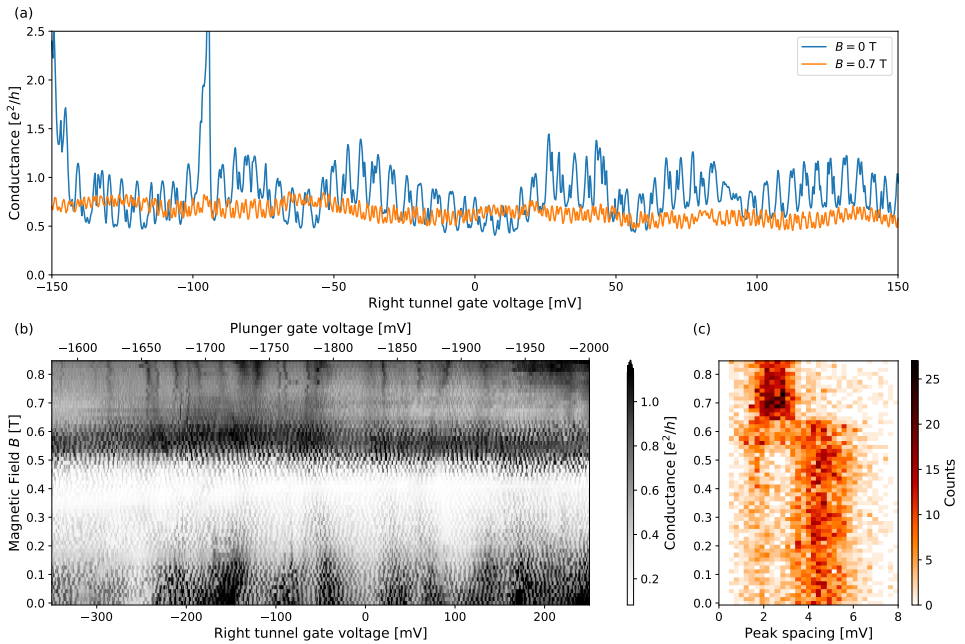 (a)
2.5
2.0
1.5
1.0
0.5
0.0
Conductance [e²/h]
B = 0 T
B = 0.7 T
−150 −100 −50 0 50 100 150
Right tunnel gate voltage [mV]
(b)
Plunger gate voltage [mV]
−1600 −1650 −1700 −1750 −1800 −1850 −1900 −1950 −2000
0.8
0.7
0.6
0.5
0.4
0.3
0.2
0.1
0.0
Magnetic Field B [T]
−300 −200 −100 0 100 200
Right tunnel gate voltage [mV]
1.0
0.8
0.6
0.4
0.2
Conductance [e²/h]
(c)
0.8
0.7
0.6
0.5
0.4
0.3
0.2
0.1
0.0
0 2 4 6 8
Peak spacing [mV]
25
20
15
10
5
0
Counts